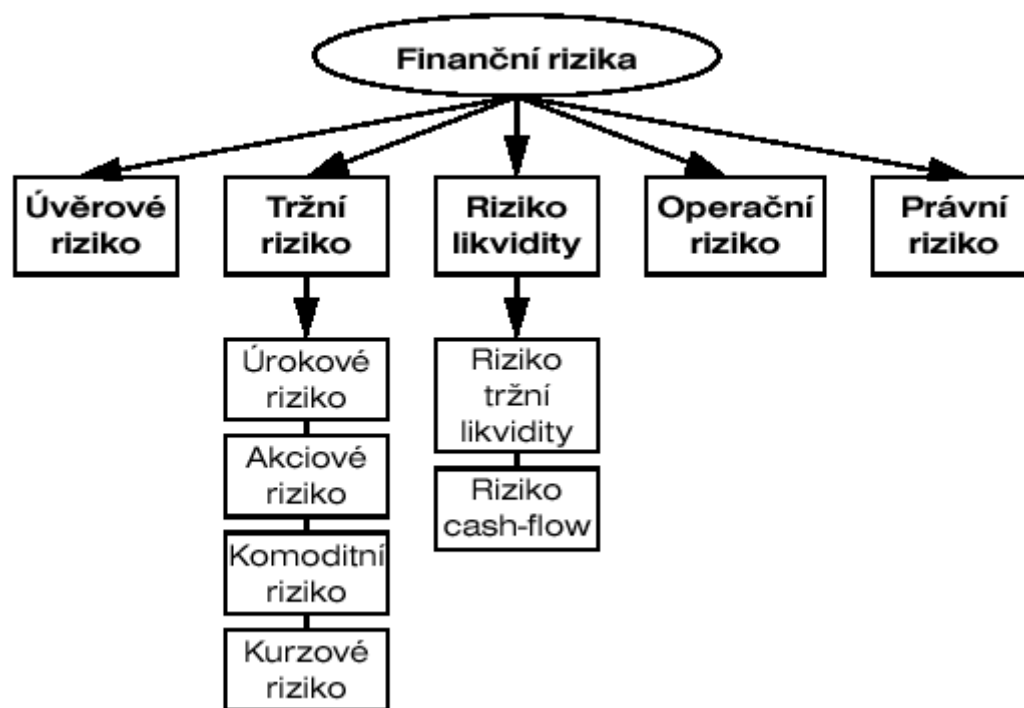 Finanční rizika
Úvěrové
riziko
Tržní
riziko
Riziko
likvidity
Operační
riziko
Právní
riziko
Úrokové
riziko
Akciové
riziko
Komoditní
riziko
Kurzové
riziko
Riziko
tržní
likvidity
Riziko
cash-flow